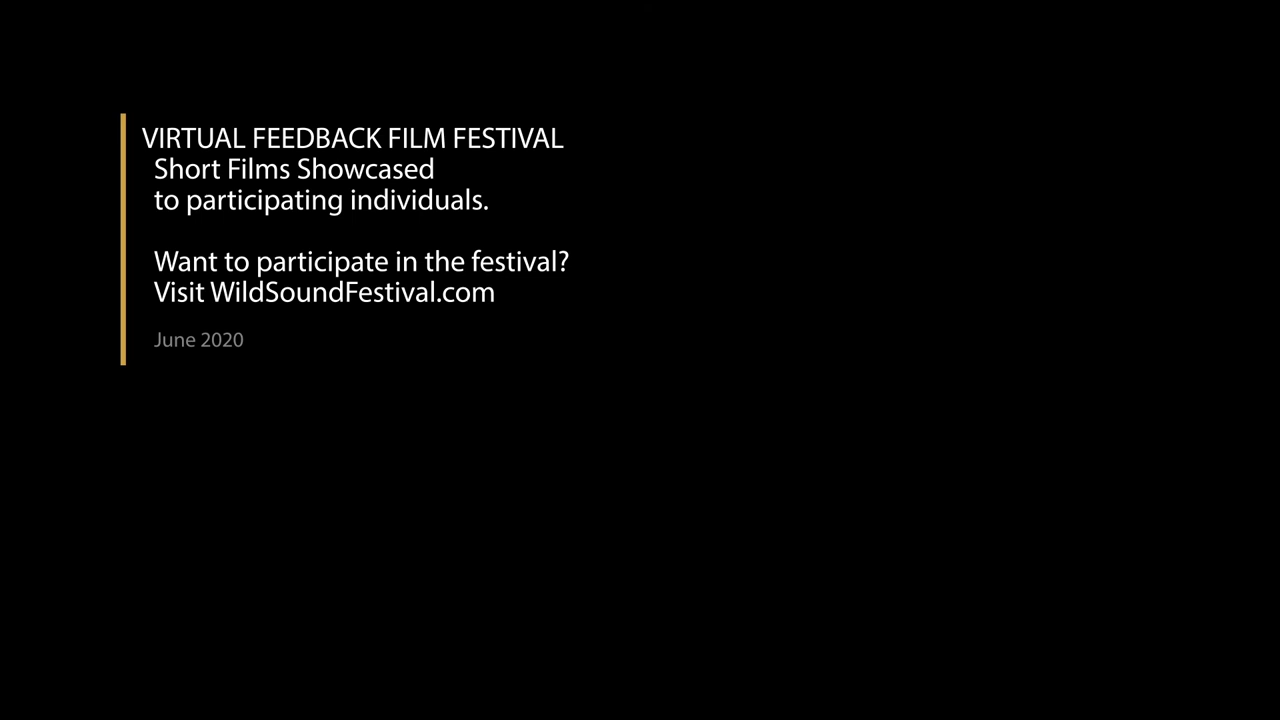 VIRTUAL FEEDBACK FILM FESTIVAL
Short Films Showcased
to participating individuals.
Want to participate in the festival?
Visit WildSoundFestival.com
June 2020